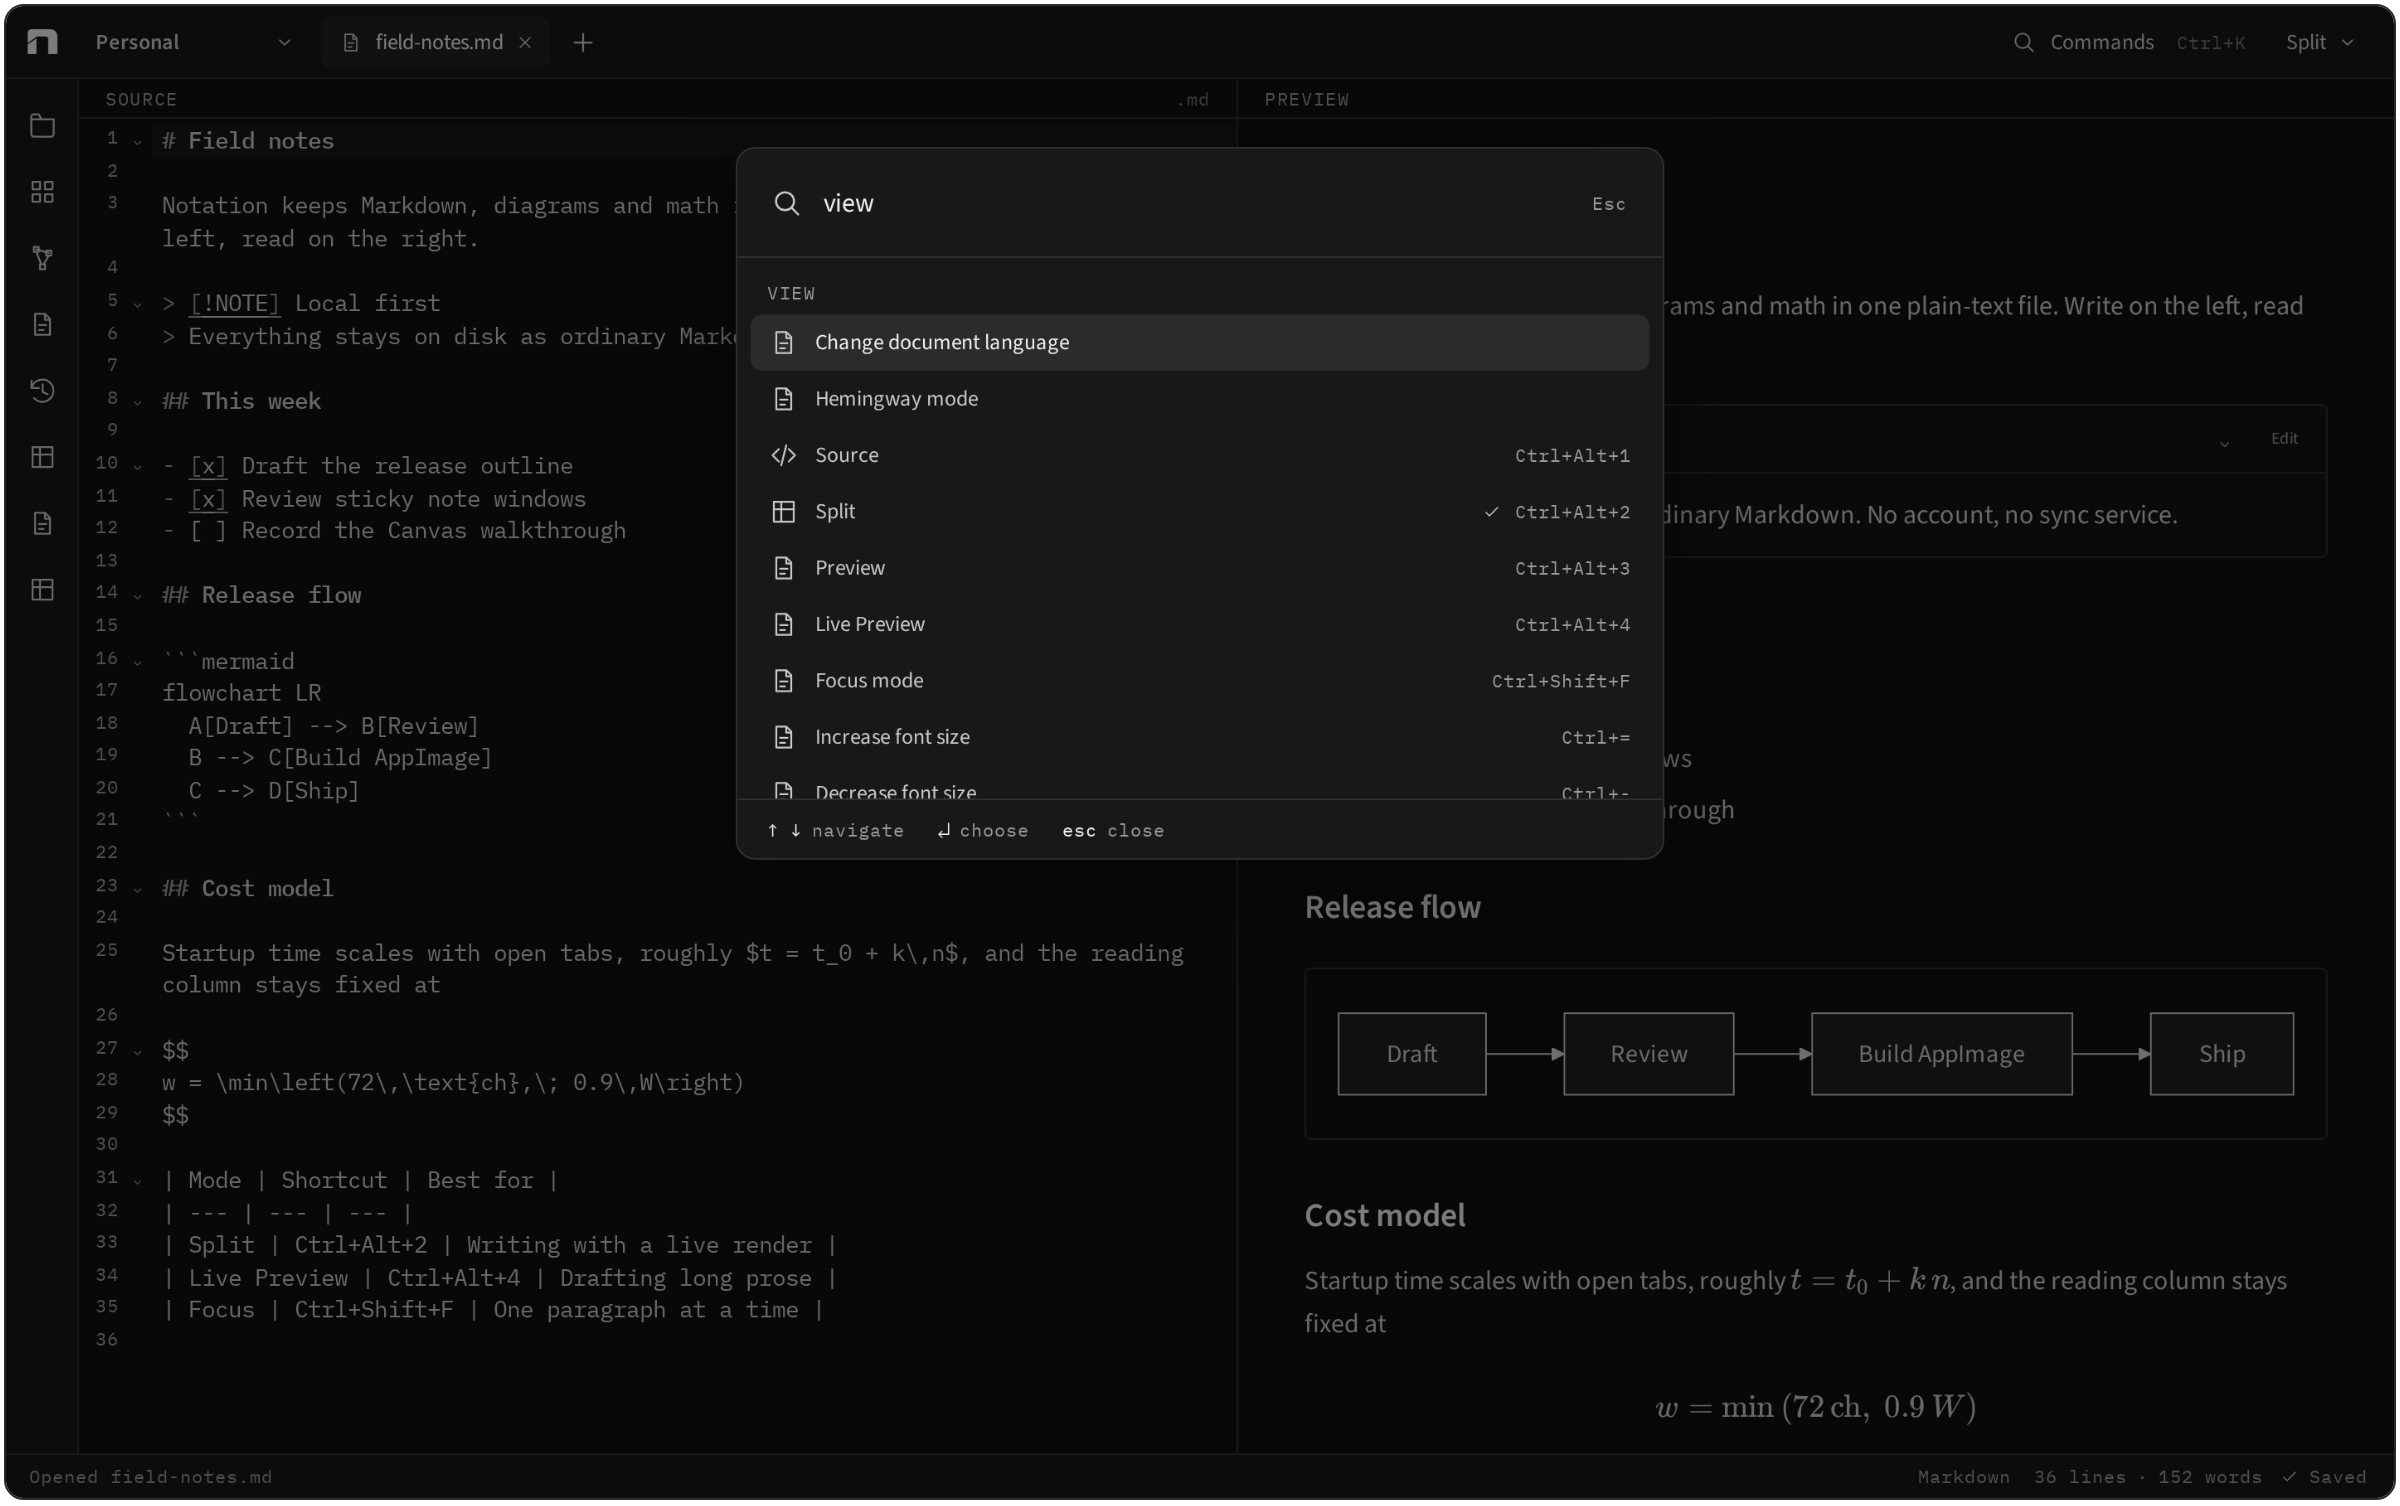 Personal
field-notes.md
Commands Ctrl+K
Split
SOURCE .md
1 # Field notes
2
3 Notation keeps Markdown, diagrams and math
left, read on the right.
4
5 > [!NOTE] Local first
6 > Everything stays on disk as ordinary
7
8 ## This week
9
10 - [x] Draft the release outline
11 - [x] Review sticky note windows
12 - [ ] Record the Canvas walkthrough
13
14 ## Release flow
15
16 ```mermaid
17 flowchart LR
18 A[Draft] --> B[Review]
19 B --> C[Build AppImage]
20 C --> D[Ship]
21 ```
22
23 ## Cost model
24
25 Startup time scales with open tabs, roughly $t = t_0 + k\,n$, and the reading
column stays fixed at
26
27 $$
28 w = \min\left(72\,\text{ch},\; 0.9\,W\right)
29 $$
30
31 | Mode | Shortcut | Best for |
32 | --- | --- | --- |
33 | Split | Ctrl+Alt+2 | Writing with a live render |
34 | Live Preview | Ctrl+Alt+4 | Drafting long prose |
35 | Focus | Ctrl+Shift+F | One paragraph at a time |
36
view Esc
VIEW
Change document language
Hemingway mode
Source Ctrl+Alt+1
Split ✓ Ctrl+Alt+2
Preview Ctrl+Alt+3
Live Preview Ctrl+Alt+4
Focus mode Ctrl+Shift+F
Increase font size Ctrl+=
Decrease font size Ctrl+-
↑ ↓ navigate ↵ choose esc close
PREVIEW
and math in one plain-text file. Write on the left, read
Edit
Markdown. No account, no sync service.
Release flow
Draft
Review
Build AppImage
Ship
Cost model
Startup time scales with open tabs, roughly t = t₀ + k n, and the reading column stays
fixed at
w = min (72 ch, 0.9 W)
Opened field-notes.md
Markdown 36 lines · 152 words ✓ Saved